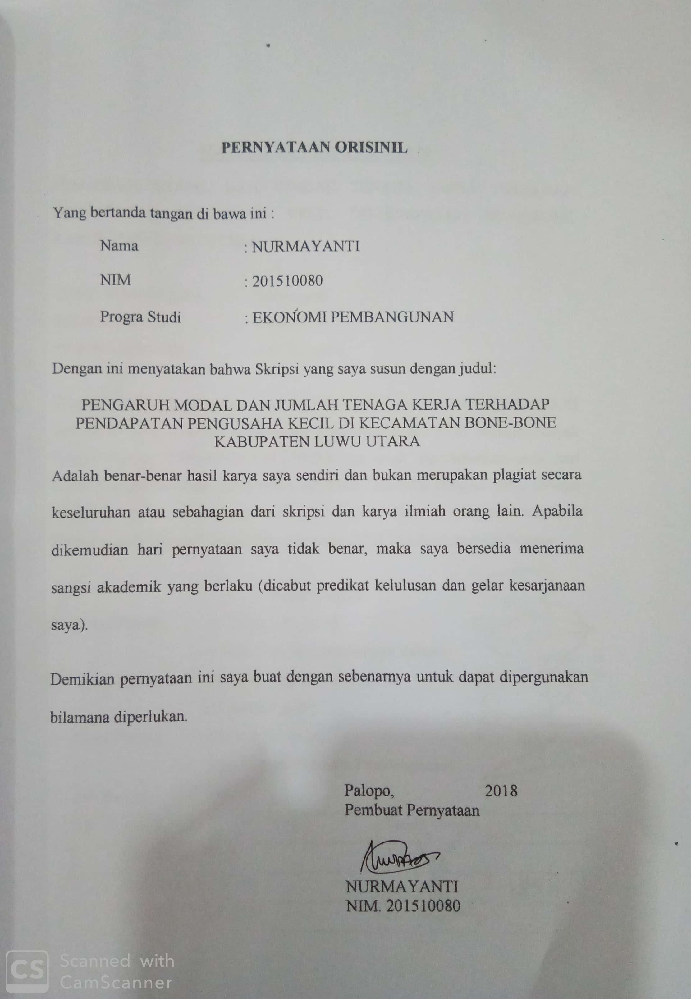 PERNYATAAN ORISINIL
Yang bertanda tangan di bawa ini :
Nama : NURMAYANTI
NIM : 201510080
Progra Studi : EKONOMI PEMBANGUNAN
Dengan ini menyatakan bahwa Skripsi yang saya susun dengan judul:
PENGARUH MODAL DAN JUMLAH TENAGA KERJA TERHADAP
PENDAPATAN PENGUSAHA KECIL DI KECAMATAN BONE-BONE
KABUPATEN LUWU UTARA
Adalah benar-benar hasil karya saya sendiri dan bukan merupakan plagiat secara
keseluruhan atau sebahagian dari skripsi dan karya ilmiah orang lain. Apabila
dikemudian hari pernyataan saya tidak benar, maka saya bersedia menerima
sangsi akademik yang berlaku (dicabut predikat kelulusan dan gelar kesarjanaan
saya).
Demikian pernyataan ini saya buat dengan sebenarnya untuk dapat dipergunakan
bilamana diperlukan.
Palopo, 2018
Pembuat Pernyataan
NURMAYANTI
NIM. 201510080
CS Scanned with
CamScanner